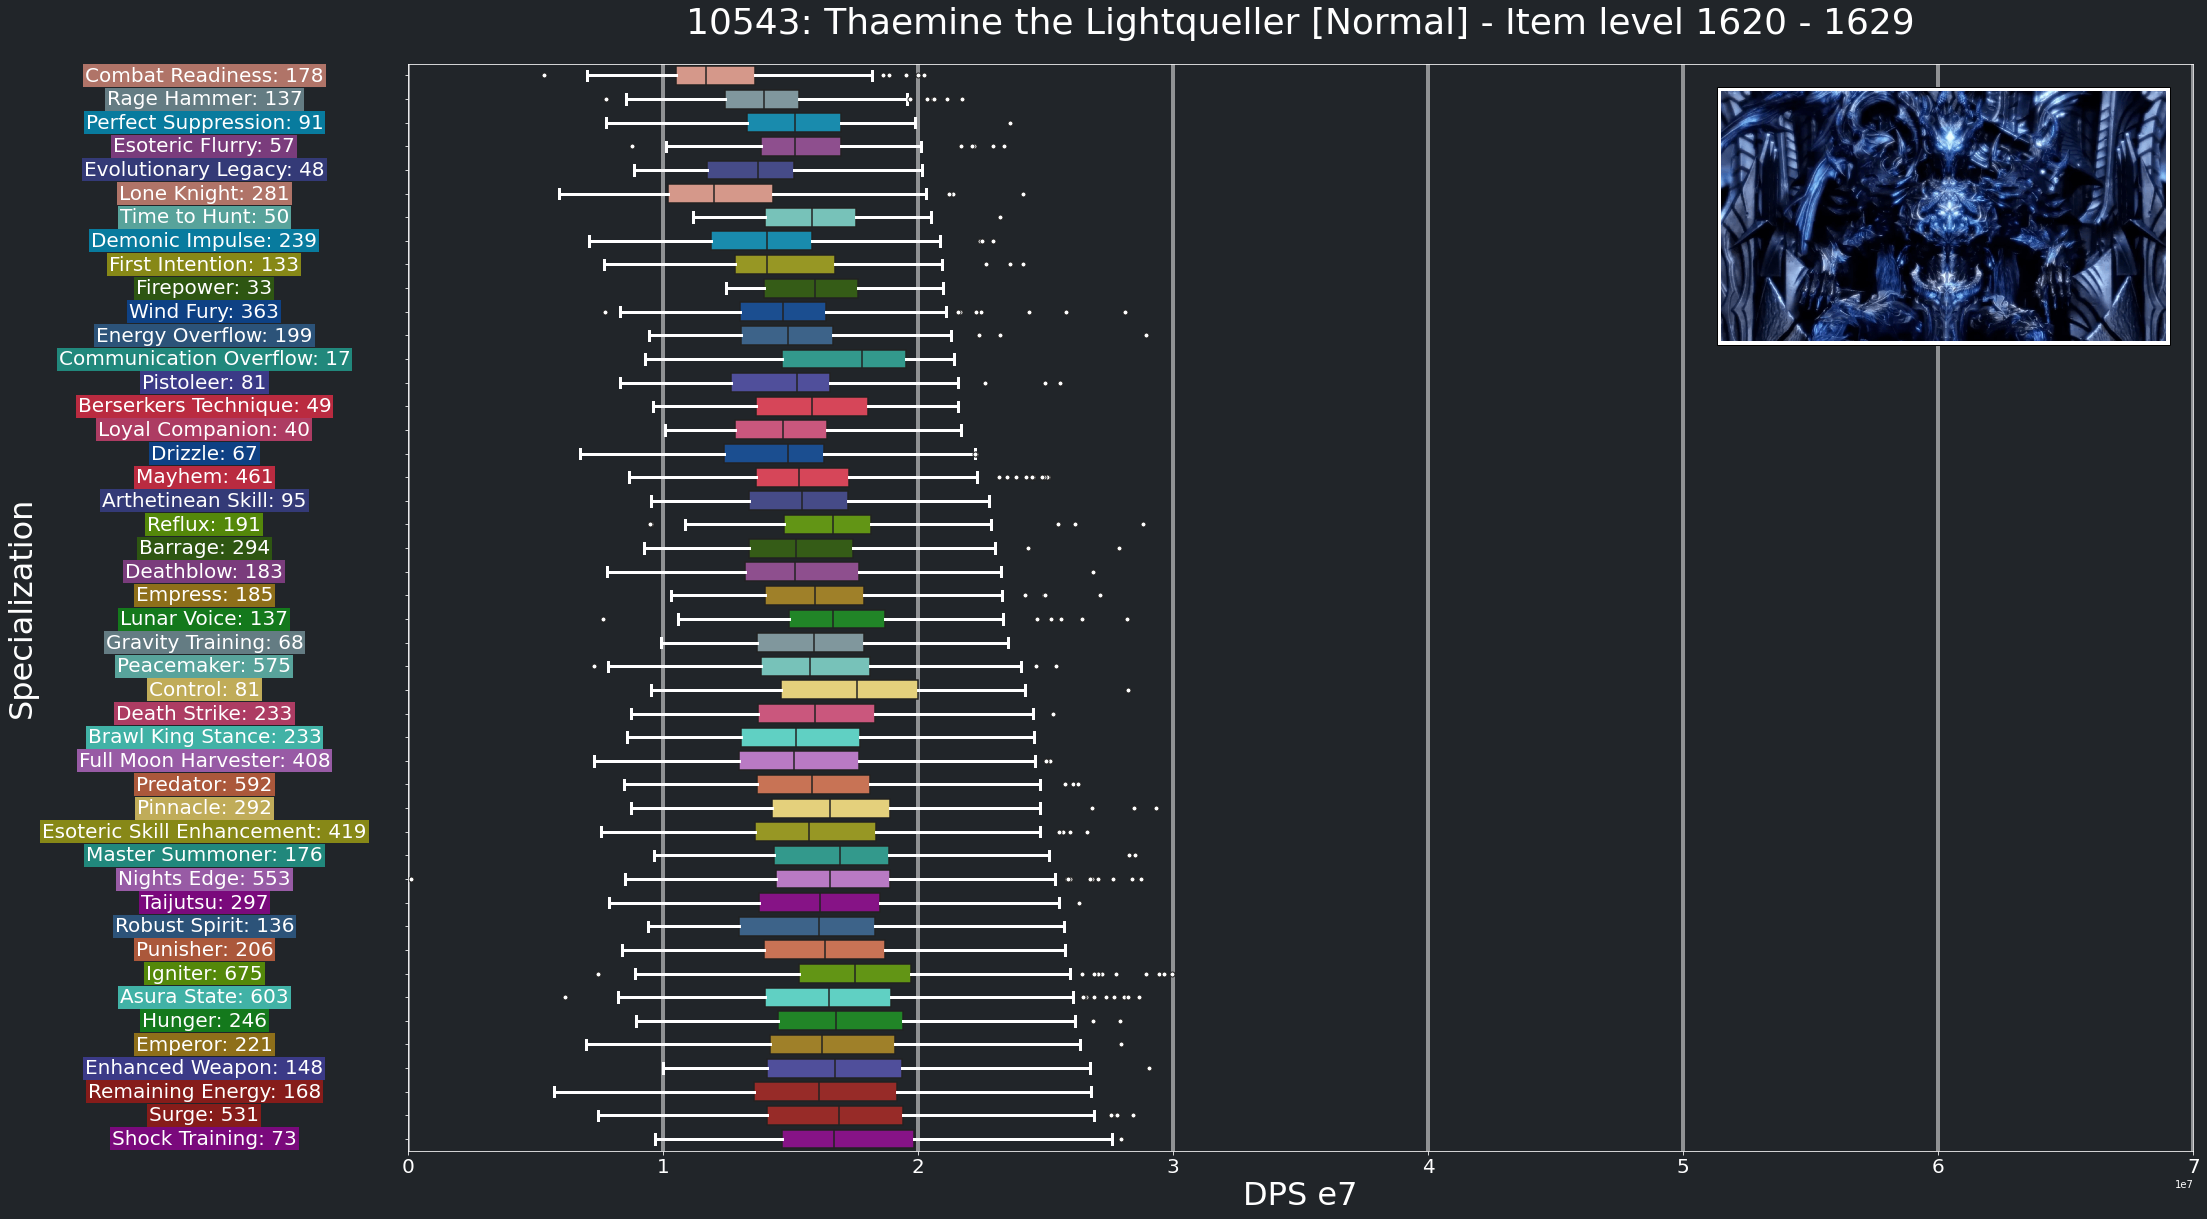 10543: Thaemine the Lightqueller [Normal] - Item level 1620 - 1629
Specialization
Combat Readiness: 178
Rage Hammer: 137
Perfect Suppression: 91
Esoteric Flurry: 57
Evolutionary Legacy: 48
Lone Knight: 281
Time to Hunt: 50
Demonic Impulse: 239
First Intention: 133
Firepower: 33
Wind Fury: 363
Energy Overflow: 199
Communication Overflow: 17
Pistoleer: 81
Berserkers Technique: 49
Loyal Companion: 40
Drizzle: 67
Mayhem: 461
Arthetinean Skill: 95
Reflux: 191
Barrage: 294
Deathblow: 183
Empress: 185
Lunar Voice: 137
Gravity Training: 68
Peacemaker: 575
Control: 81
Death Strike: 233
Brawl King Stance: 233
Full Moon Harvester: 408
Predator: 592
Pinnacle: 292
Esoteric Skill Enhancement: 419
Master Summoner: 176
Nights Edge: 553
Taijutsu: 297
Robust Spirit: 136
Punisher: 206
Igniter: 675
Asura State: 603
Hunger: 246
Emperor: 221
Enhanced Weapon: 148
Remaining Energy: 168
Surge: 531
Shock Training: 73
0 1 2 3 4 5 6 7
1e7
DPS e7